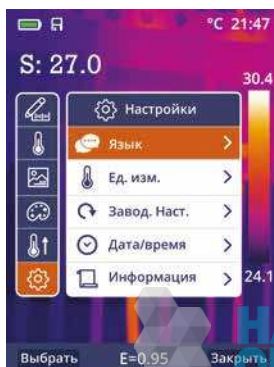 °C 21:47
S: 27.0
30.4
Настройки
Язык
Ед. изм.
Завод. Наст.
Дата/время
Информация
24.1
Выбрать E=0.95 Закрыть